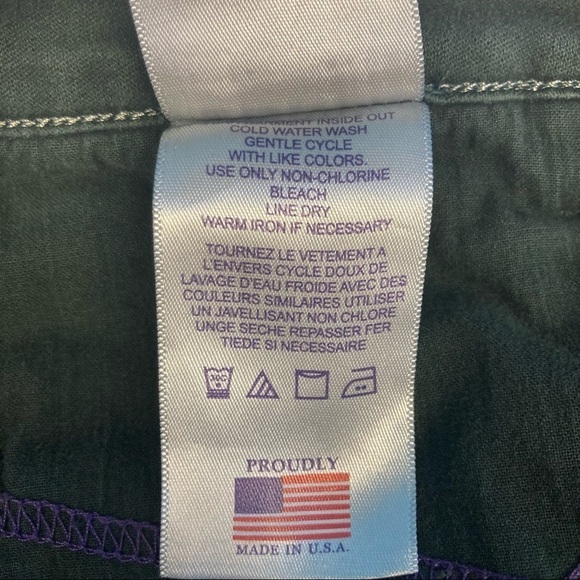 GARMENT INSIDE OUT
COLD WATER WASH
GENTLE CYCLE
WITH LIKE COLORS.
USE ONLY NON-CHLORINE
BLEACH
LINE DRY
WARM IRON IF NECESSARY
TOURNEZ LE VETEMENT A
L'ENVERS CYCLE DOUX DE
LAVAGE D'EAU FROIDE AVEC DES
COULEURS SIMILAIRES UTILISER
UN JAVELLISANT NON CHLORE
UNGE SECHE REPASSER FER
TIEDE SI NECESSAIRE
30C
PROUDLY
MADE IN U.S.A.